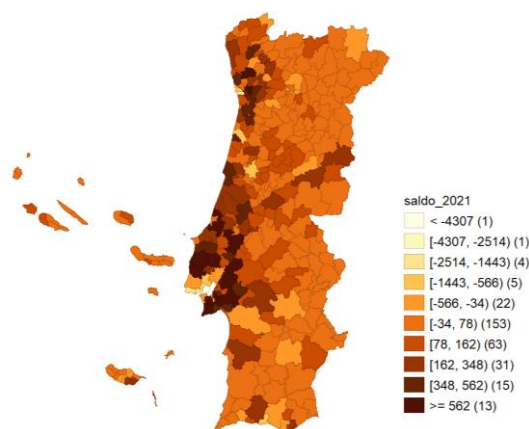 saldo_2021
< -4307 (1)
[-4307, -2514) (1)
[-2514, -1443) (4)
[-1443, -566) (5)
[-566, -34) (22)
[-34, 78) (153)
[78, 162) (63)
[162, 348) (31)
[348, 562) (15)
>= 562 (13)